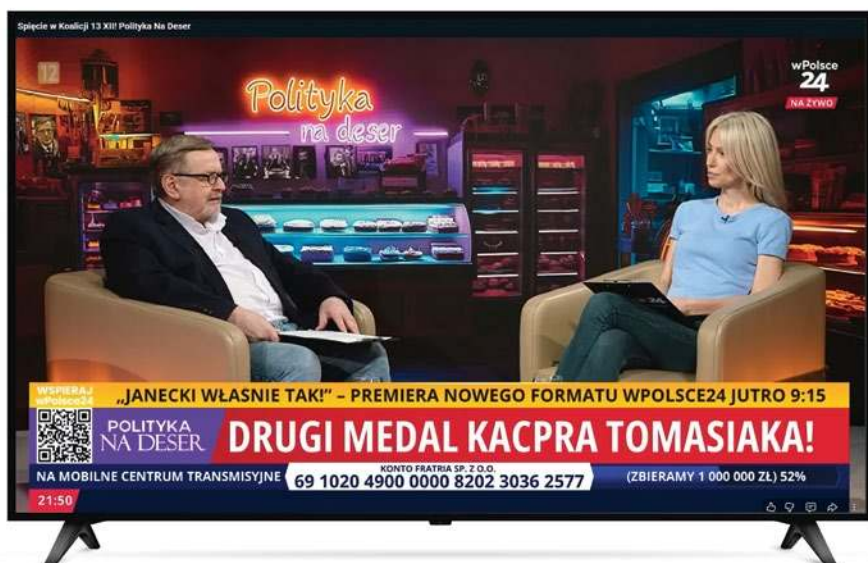 Spięcie w Koalicji 13 XII! Polityka Na Deser
12
Polityka
na deser
wPolsce
24
NA ŻYWO
WSPIERAJ
wPolsce24
„JANECKI WŁAŚNIE TAK!” – PREMIERA NOWEGO FORMATU WPOLSCE24 JUTRO 9:15
POLITYKA
NA DESER
DRUGI MEDAL KACPRA TOMASIAKA!
NA MOBILNE CENTRUM TRANSMISYJNE
KONTO FRATRIA SP. Z O.O.
69 1020 4900 0000 8202 3036 2577
(ZBIERAMY 1 000 000 ZŁ) 52%
21:50
24